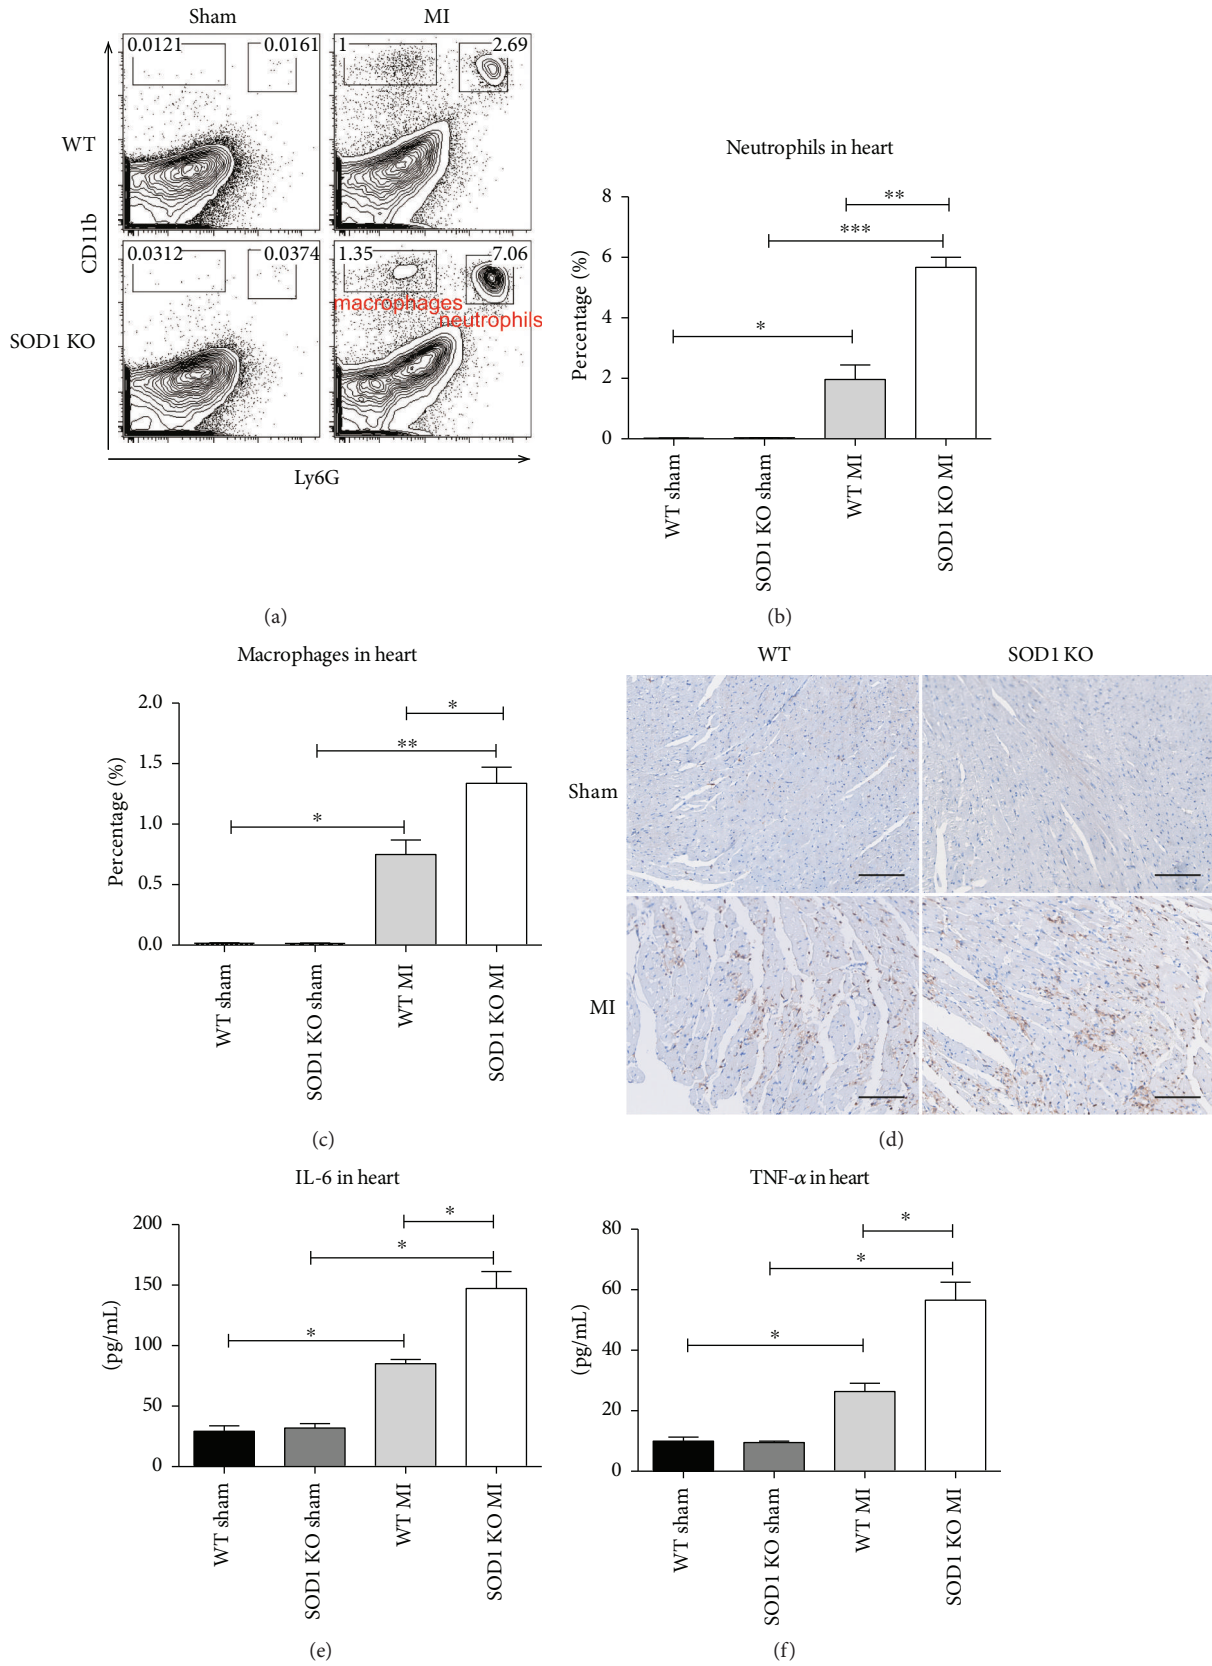 Sham
MI
0.0121
0.0161
1
2.69
WT
CD11b
0.0312
0.0374
1.35
7.06
macrophages
neutrophils
SOD1 KO
Ly6G
(a)
Neutrophils in heart
Percentage (%)
8
6
4
2
0
**
***
*
WT sham
SOD1 KO sham
WT MI
SOD1 KO MI
(b)
Macrophages in heart
Percentage (%)
2.0
1.5
1.0
0.5
0.0
*
**
*
WT sham
SOD1 KO sham
WT MI
SOD1 KO MI
(c)
WT
SOD1 KO
Sham
MI
(d)
IL-6 in heart
(pg/mL)
200
150
100
50
0
*
*
*
WT sham
SOD1 KO sham
WT MI
SOD1 KO MI
(e)
TNF-α in heart
(pg/mL)
80
60
40
20
0
*
*
*
WT sham
SOD1 KO sham
WT MI
SOD1 KO MI
(f)